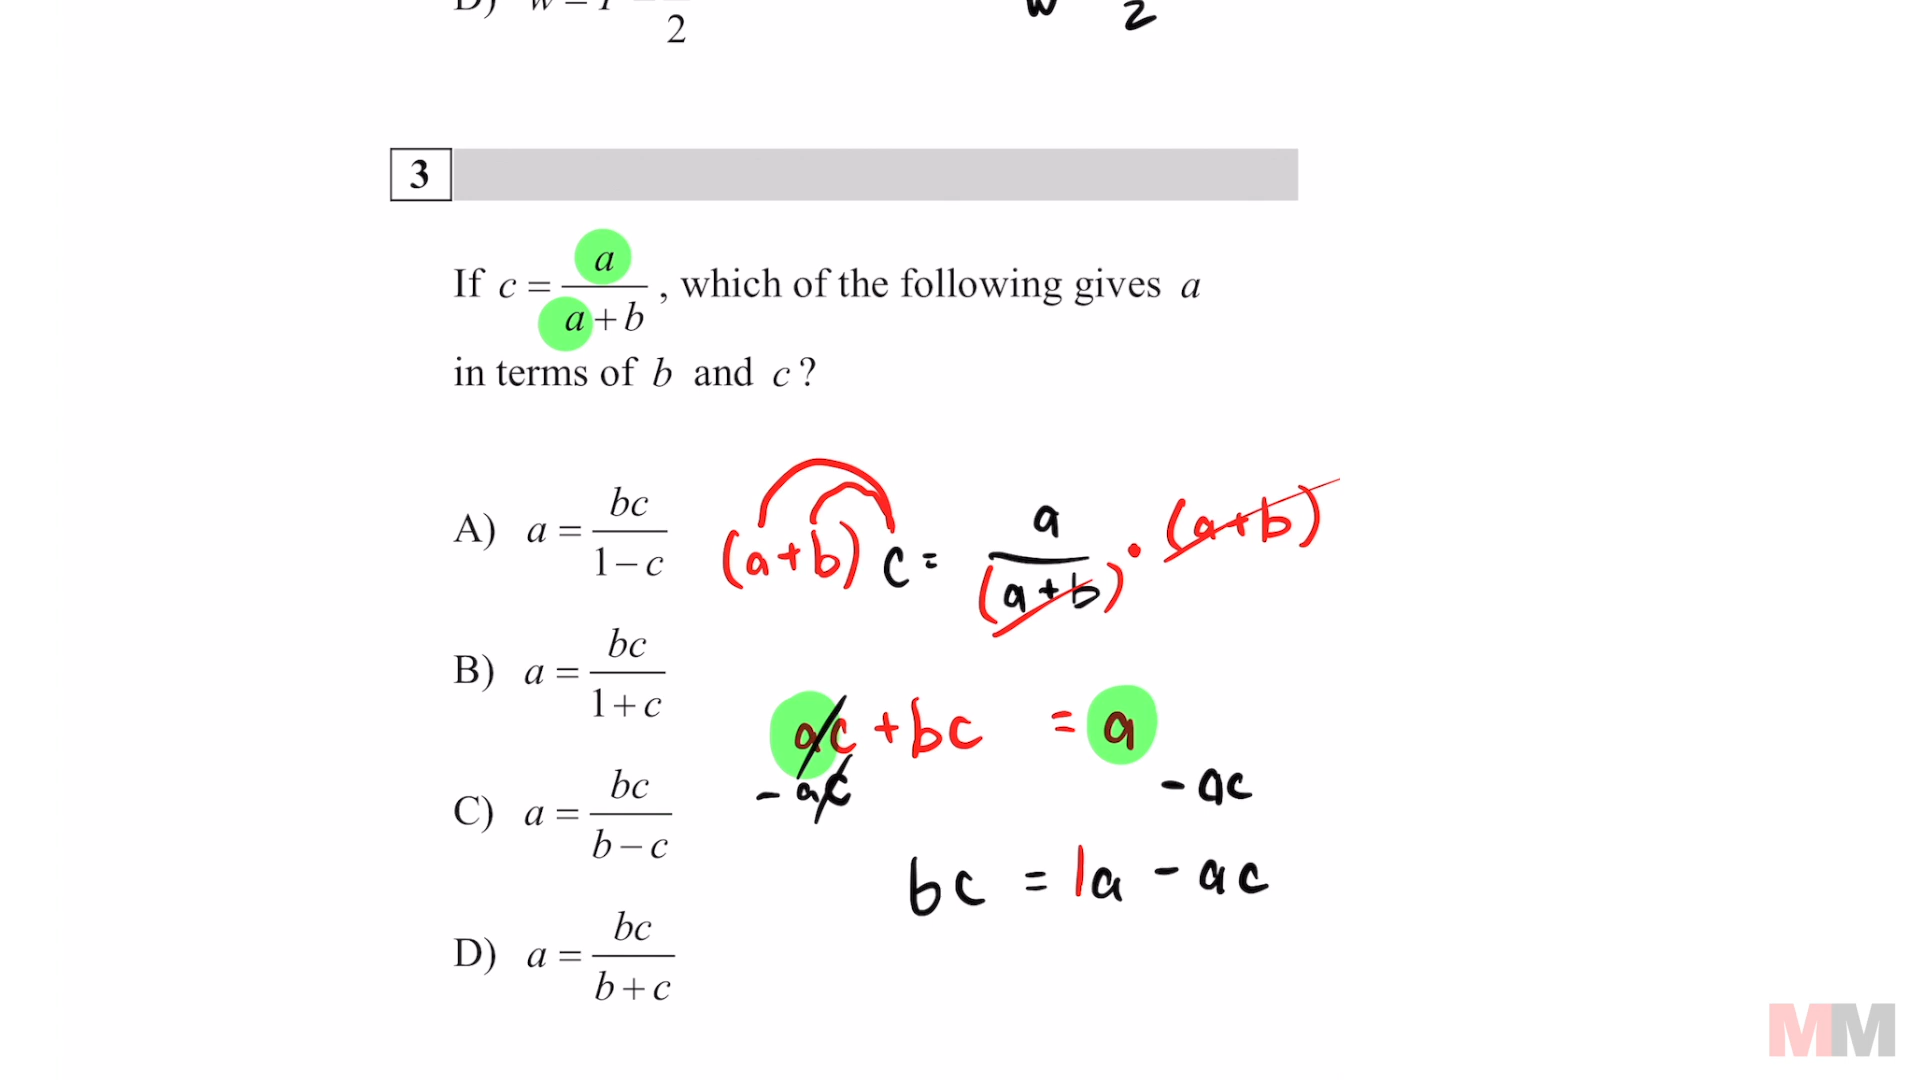 D) w = r - 
2
w 2
3
If c = a / a + b , which of the following gives a
in terms of b and c ?
A) a = bc / 1 − c
(a + b) c = a / (a + b) · (a + b)
B) a = bc / 1 + c
ac + bc = a
- ac - ac
C) a = bc / b − c
bc = 1a - ac
D) a = bc / b + c
MM